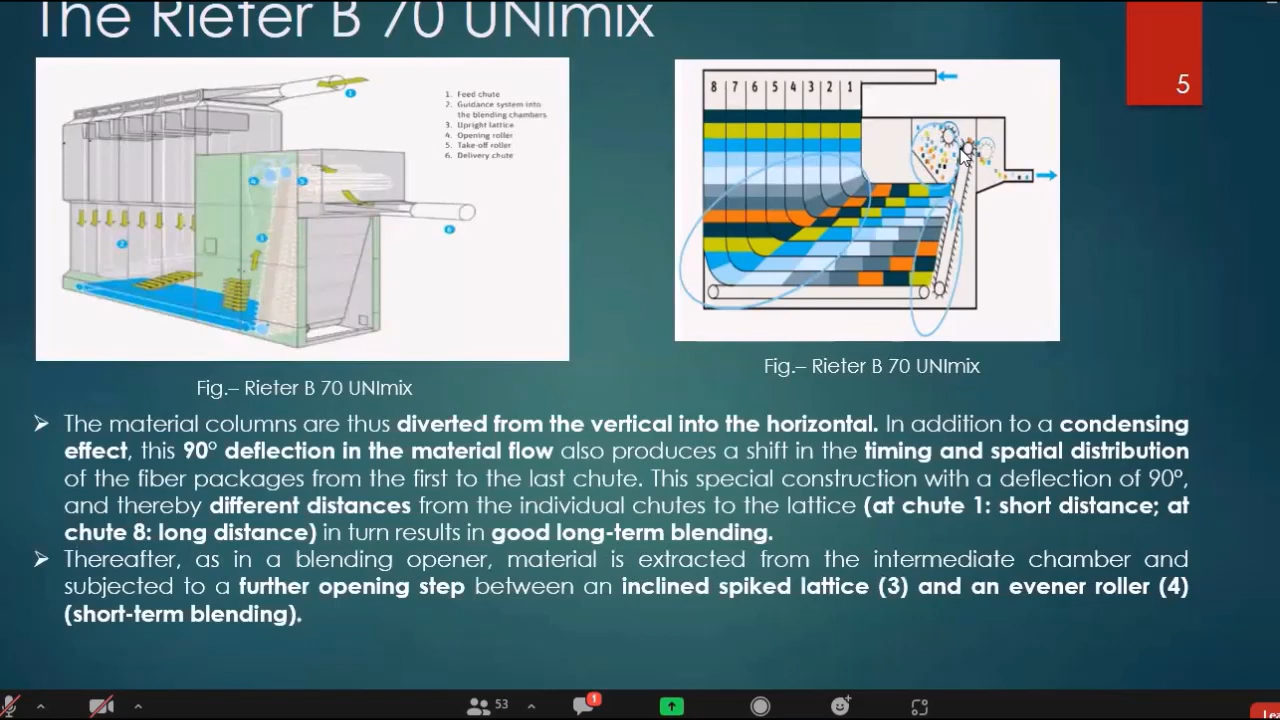 The Rieter B 70 UNImix
5
1. Feed chute
2. Guidance system into
the blending chambers
3. Upright lattice
4. Opening roller
5. Take-off roller
6. Delivery chute
1
4
5
2
3
6
8 7 6 5 4 3 2 1
Fig.– Rieter B 70 UNImix
Fig.– Rieter B 70 UNImix
➢ The material columns are thus diverted from the vertical into the horizontal. In addition to a condensing
effect, this 90° deflection in the material flow also produces a shift in the timing and spatial distribution
of the fiber packages from the first to the last chute. This special construction with a deflection of 90°,
and thereby different distances from the individual chutes to the lattice (at chute 1: short distance; at
chute 8: long distance) in turn results in good long-term blending.
➢ Thereafter, as in a blending opener, material is extracted from the intermediate chamber and
subjected to a further opening step between an inclined spiked lattice (3) and an evener roller (4)
(short-term blending).
53
1